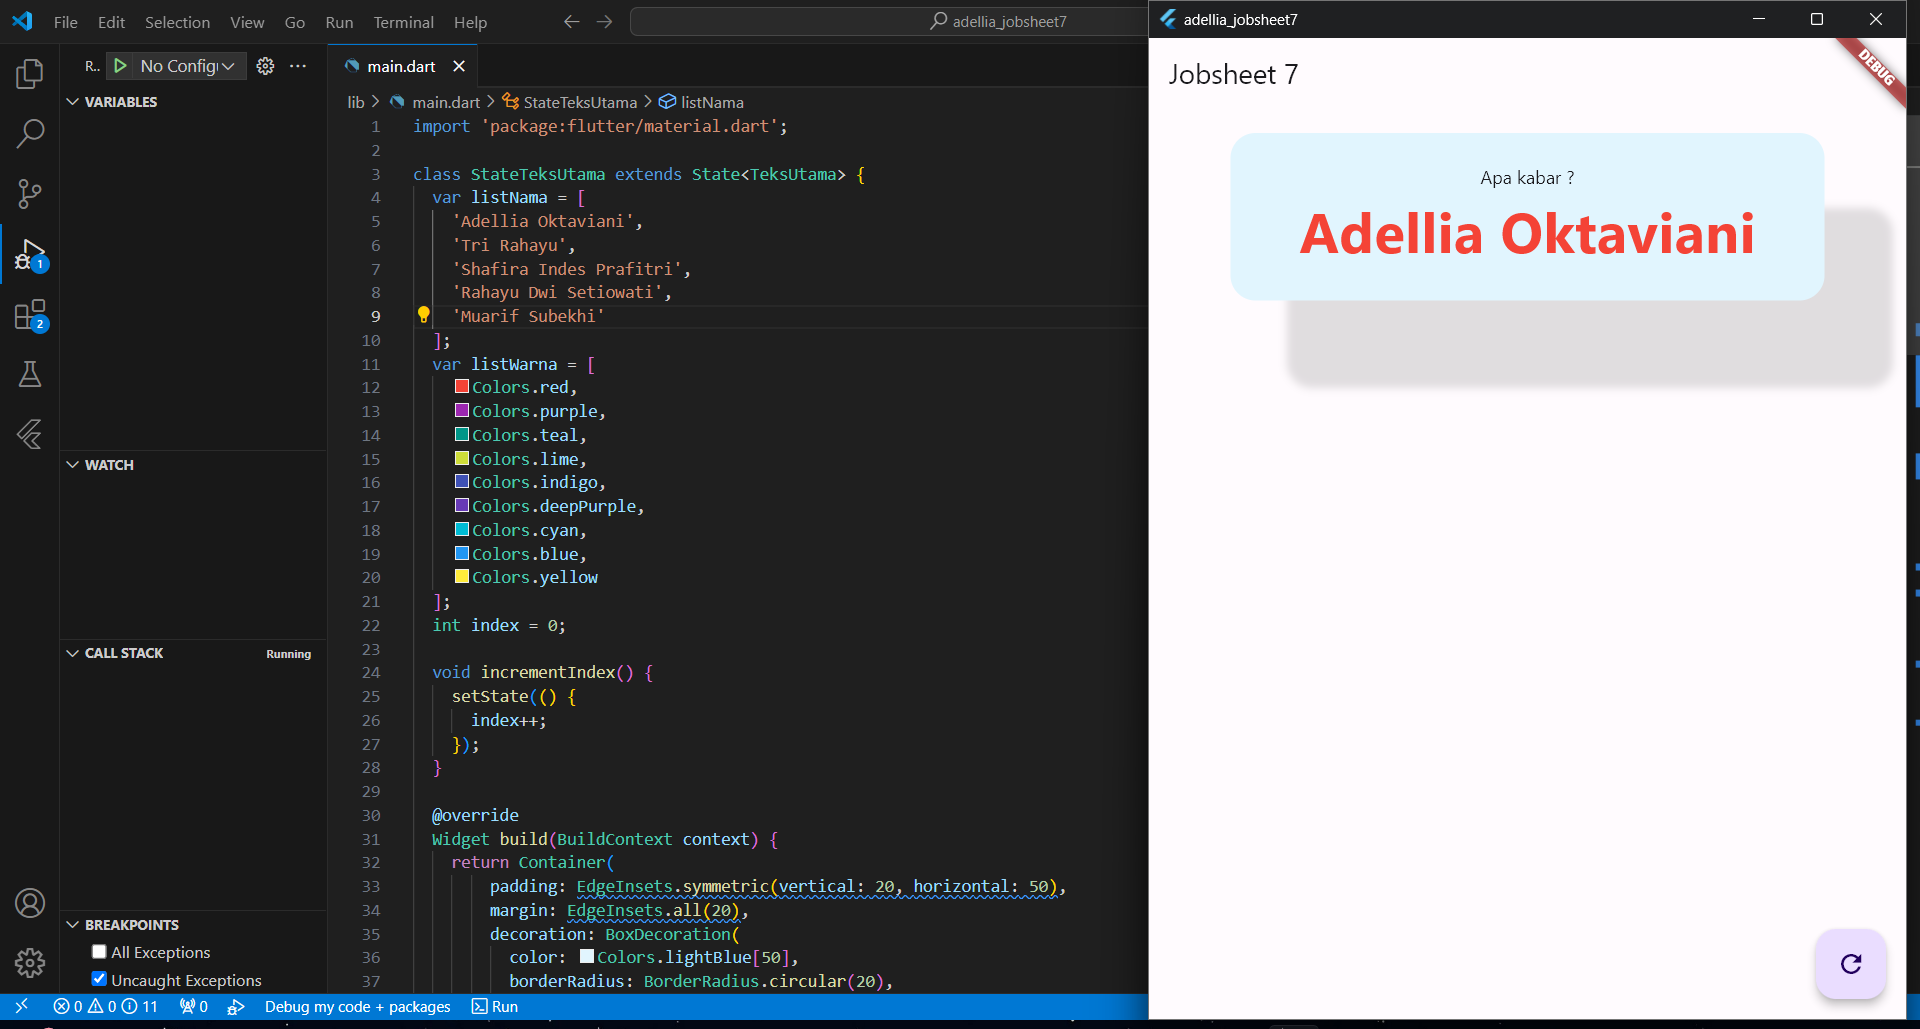 File Edit Selection View Go Run Terminal Help
adellia_jobsheet7
R.. No Config
VARIABLES
WATCH
CALL STACK Running
BREAKPOINTS
All Exceptions
Uncaught Exceptions
main.dart
lib > main.dart > StateTeksUtama > listNama
1 import 'package:flutter/material.dart';
2
3 class StateTeksUtama extends State<TeksUtama> {
4 var listNama = [
5 'Adellia Oktaviani',
6 'Tri Rahayu',
7 'Shafira Indes Prafitri',
8 'Rahayu Dwi Setiowati',
9 'Muarif Subekhi'
10 ];
11 var listWarna = [
12 Colors.red,
13 Colors.purple,
14 Colors.teal,
15 Colors.lime,
16 Colors.indigo,
17 Colors.deepPurple,
18 Colors.cyan,
19 Colors.blue,
20 Colors.yellow
21 ];
22 int index = 0;
23
24 void incrementIndex() {
25 setState(() {
26 index++;
27 });
28 }
29
30 @override
31 Widget build(BuildContext context) {
32 return Container(
33 padding: EdgeInsets.symmetric(vertical: 20, horizontal: 50),
34 margin: EdgeInsets.all(20),
35 decoration: BoxDecoration(
36 color: Colors.lightBlue[50],
37 borderRadius: BorderRadius.circular(20),
1
2
0 0 11 0 Debug my code + packages Run
adellia_jobsheet7
Jobsheet 7
DEBUG
Apa kabar ?
Adellia Oktaviani